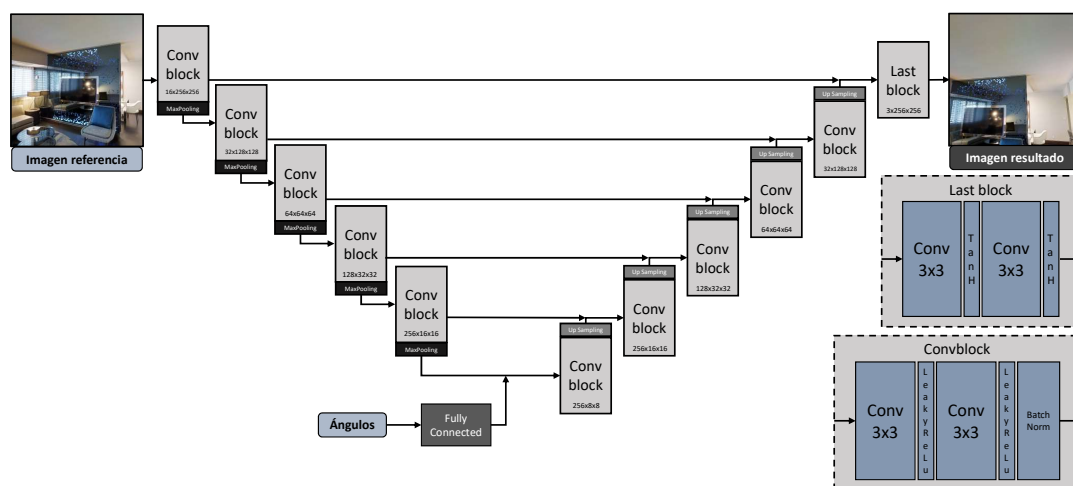 Conv
block
16x256x256
MaxPooling
Imagen referencia
Conv
block
32x128x128
MaxPooling
Conv
block
64x64x64
MaxPooling
Conv
block
128x32x32
MaxPooling
Conv
block
256x16x16
MaxPooling
Ángulos
Fully
Connected
Up Sampling
Conv
block
256x8x8
Up Sampling
Conv
block
256x16x16
Up Sampling
Conv
block
128x32x32
Up Sampling
Conv
block
64x64x64
Up Sampling
Conv
block
32x128x128
Last
block
3x256x256
Imagen resultado
Last block
Conv
3x3
TanH
Conv
3x3
TanH
Convblock
Conv
3x3
LeakyReLu
Conv
3x3
LeakyReLu
Batch
Norm